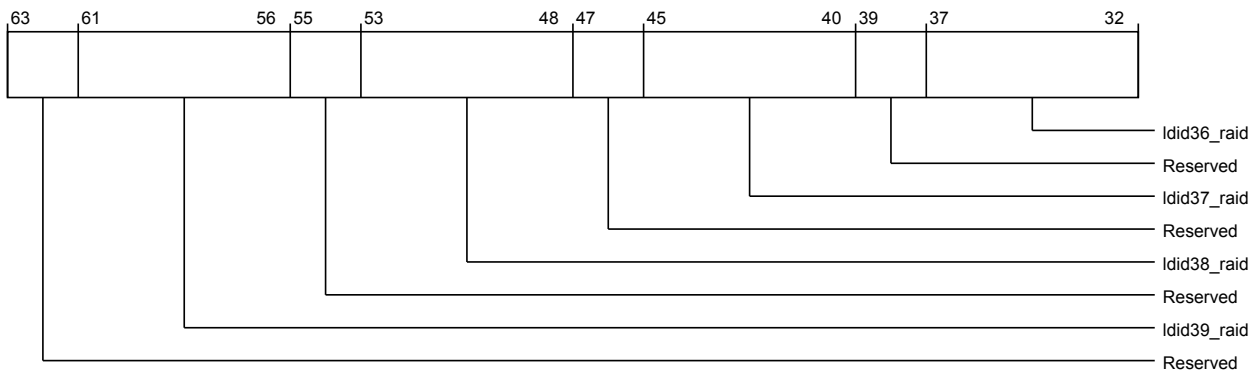 63 61 56 55 53 48 47 45 40 39 37 32
ldid36_raid
Reserved
ldid37_raid
Reserved
ldid38_raid
Reserved
ldid39_raid
Reserved